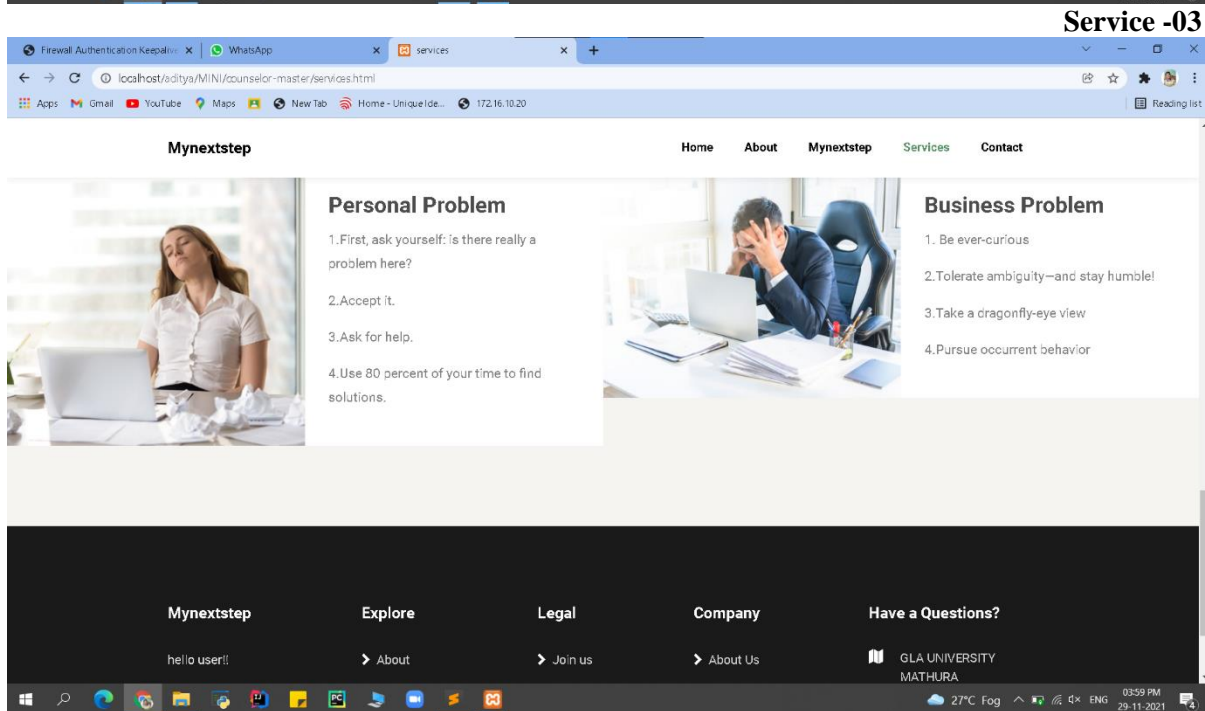 Service -03
Firewall Authentication Keepalive
WhatsApp
services
localhost/aditya/MINI/counselor-master/services.html
Apps
Gmail
YouTube
Maps
New Tab
Home - Unique Ide...
172.16.10.20
Reading list
Mynextstep
Home
About
Mynextstep
Services
Contact
Personal Problem
1.First, ask yourself: is there really a
problem here?
2.Accept it.
3.Ask for help.
4.Use 80 percent of your time to find
solutions.
Business Problem
1. Be ever-curious
2.Tolerate ambiguity—and stay humble!
3.Take a dragonfly-eye view
4.Pursue occurrent behavior
Mynextstep
hello user!!
Explore
About
Legal
Join us
Company
About Us
Have a Questions?
GLA UNIVERSITY
MATHURA
27°C Fog
ENG
03:59 PM
29-11-2021